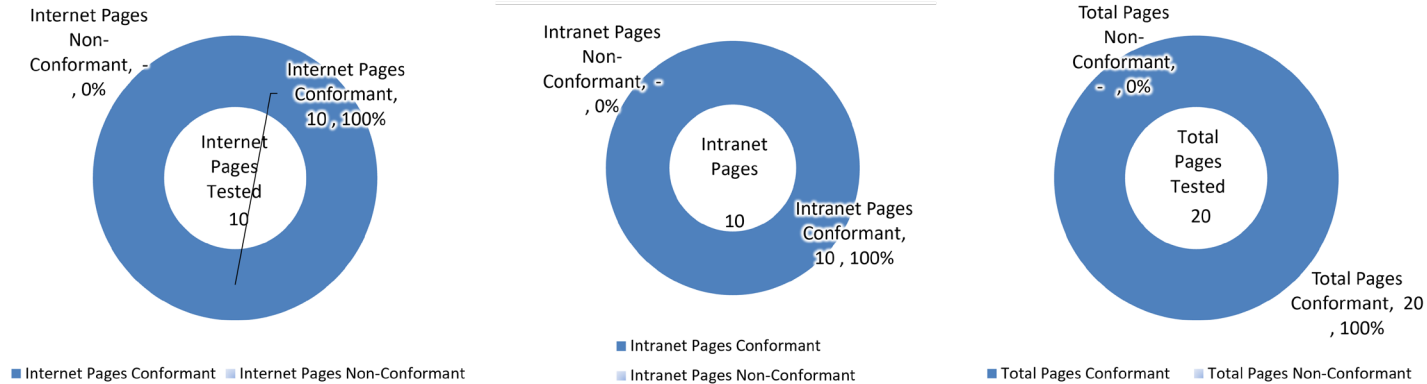 Internet Pages
Non-
Conformant, -
, 0%
Internet Pages
Conformant,
10 , 100%
Internet
Pages
Tested
10
Internet Pages Conformant
Internet Pages Non-Conformant
Intranet Pages
Non-
Conformant, -
, 0%
Intranet
Pages
10
Intranet Pages
Conformant,
10 , 100%
Intranet Pages Conformant
Intranet Pages Non-Conformant
Total Pages
Non-
Conformant,
- , 0%
Total
Pages
Tested
20
Total Pages
Conformant, 20
, 100%
Total Pages Conformant
Total Pages Non-Conformant